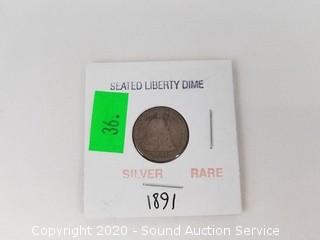 SEATED LIBERTY DIME
36.
SILVER RARE
1891
Copyright 2020 - Sound Auction Service